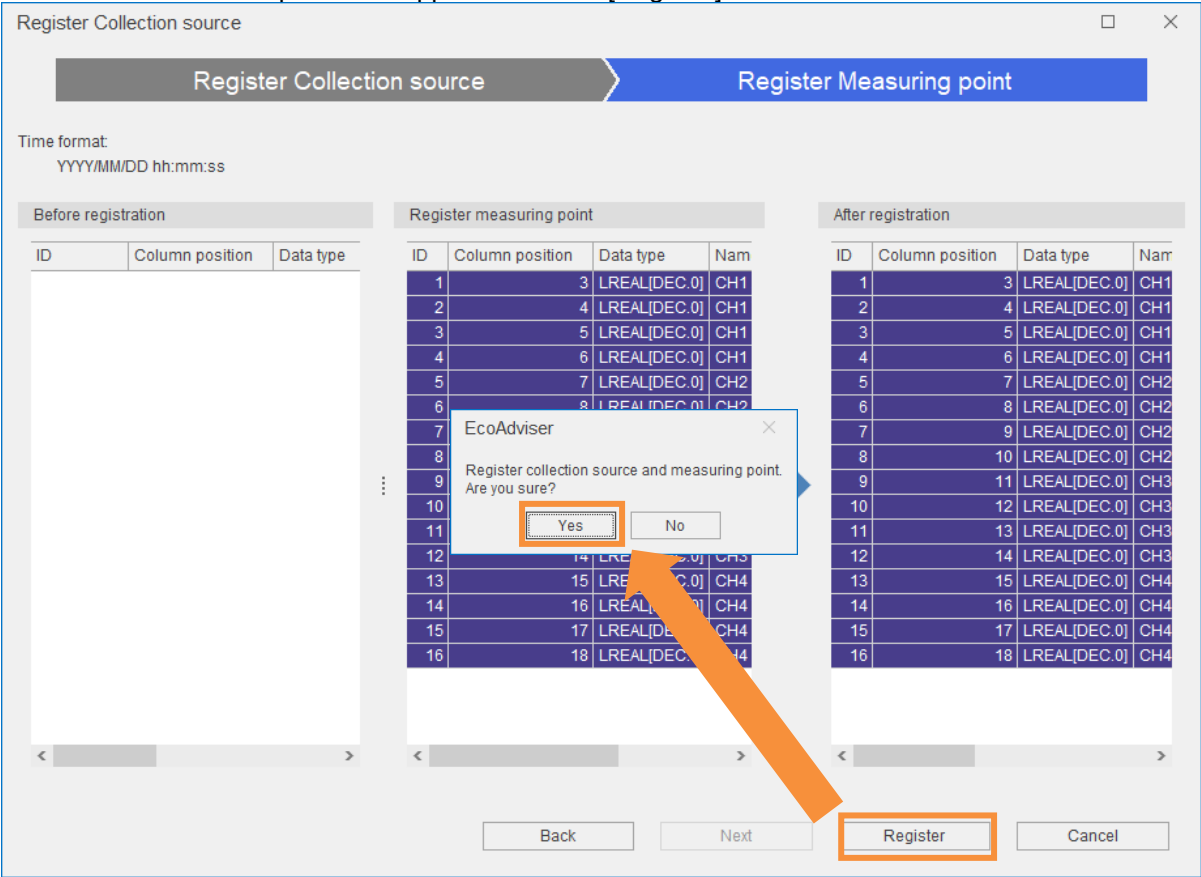 Register Collection source
Register Collection source
Register Measuring point
Time format:
YYYY/MM/DD hh:mm:ss
Before registration
Register measuring point
After registration
ID Column position Data type
ID Column position Data type Nam
ID Column position Data type Nam
1 3 LREAL[DEC.0] CH1
2 4 LREAL[DEC.0] CH1
3 5 LREAL[DEC.0] CH1
4 6 LREAL[DEC.0] CH1
5 7 LREAL[DEC.0] CH2
6 8 LREAL[DEC.0] CH2
7
8
9
10
11
12 14 CH3
13 15 CH4
14 16 CH4
15 17 CH4
16 18
1 3 LREAL[DEC.0] CH1
2 4 LREAL[DEC.0] CH1
3 5 LREAL[DEC.0] CH1
4 6 LREAL[DEC.0] CH1
5 7 LREAL[DEC.0] CH2
6 8 LREAL[DEC.0] CH2
7 9 LREAL[DEC.0] CH2
8 10 LREAL[DEC.0] CH2
9 11 LREAL[DEC.0] CH3
10 12 LREAL[DEC.0] CH3
11 13 LREAL[DEC.0] CH3
12 14 LREAL[DEC.0] CH3
13 15 LREAL[DEC.0] CH4
14 16 LREAL[DEC.0] CH4
15 17 LREAL[DEC.0] CH4
16 18 LREAL[DEC.0] CH4
EcoAdviser
Register collection source and measuring point.
Are you sure?
Yes No
Back Next Register Cancel